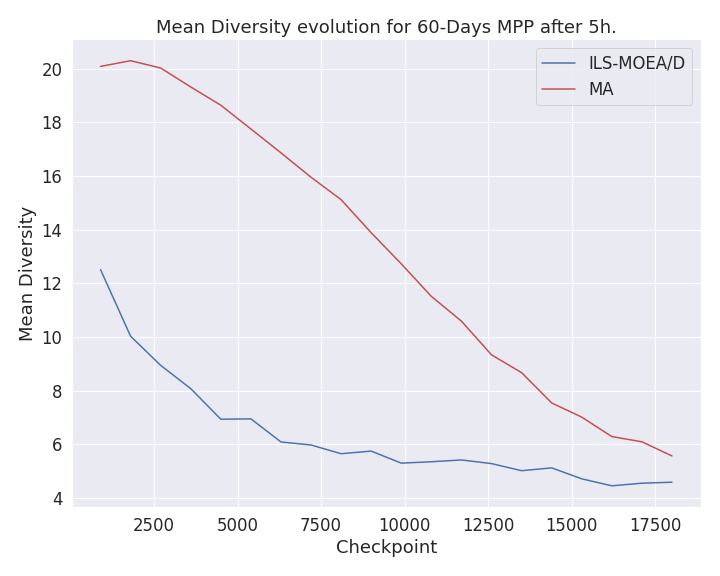 Mean Diversity evolution for 60-Days MPP after 5h.
ILS-MOEA/D
MA
Mean Diversity
20
18
16
14
12
10
8
6
4
2500 5000 7500 10000 12500 15000 17500
Checkpoint